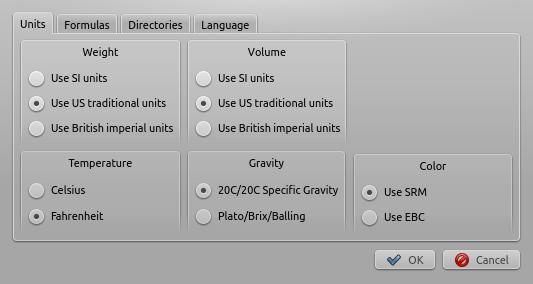 Units
Formulas
Directories
Language
Weight
Use SI units
Use US traditional units
Use British imperial units
Volume
Use SI units
Use US traditional units
Use British imperial units
Temperature
Celsius
Fahrenheit
Gravity
20C/20C Specific Gravity
Plato/Brix/Balling
Color
Use SRM
Use EBC
OK
Cancel